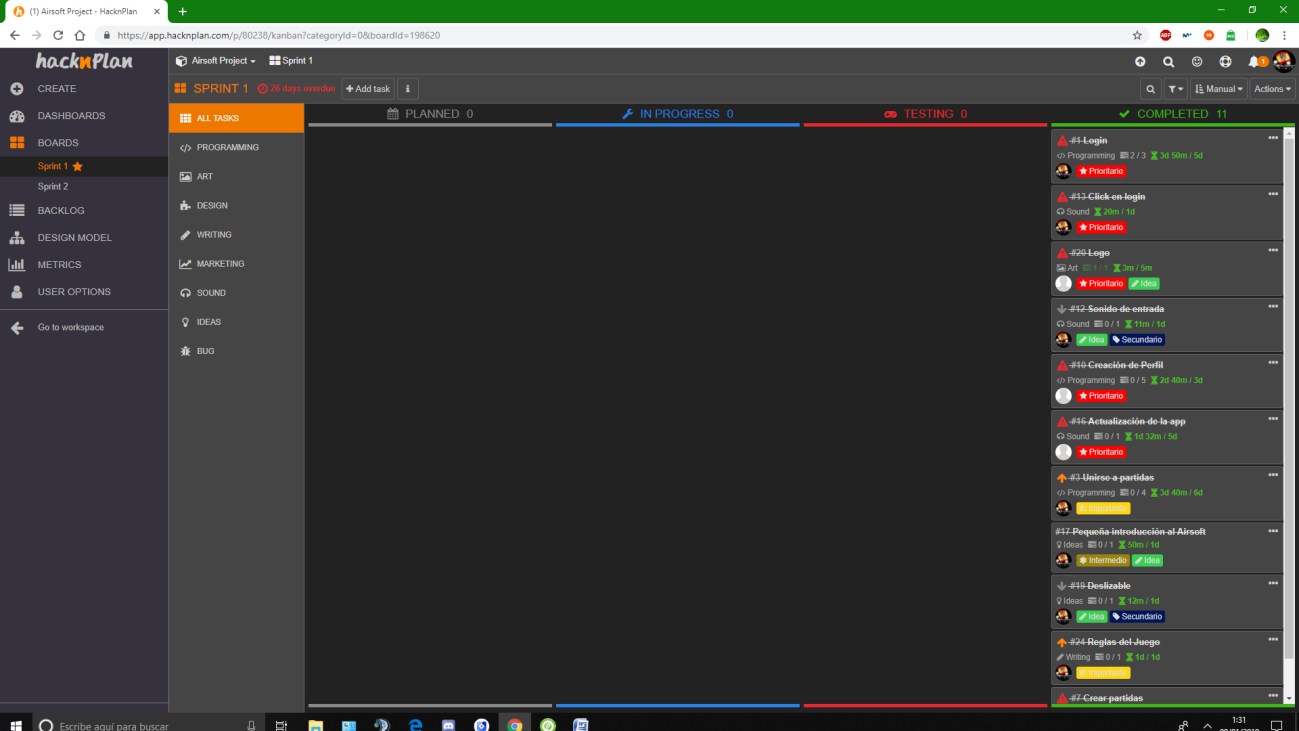 (1) Airsoft Project - HacknPlan
https://app.hacknplan.com/p/80238/kanban?categoryId=0&boardId=198620
ABP
hacknPlan
Airsoft Project
Sprint 1
1
CREATE
DASHBOARDS
BOARDS
Sprint 1
Sprint 2
BACKLOG
DESIGN MODEL
METRICS
USER OPTIONS
Go to workspace
SPRINT 1
26 days overdue
Add task
Manual
Actions
ALL TASKS
PROGRAMMING
ART
DESIGN
WRITING
MARKETING
SOUND
IDEAS
BUG
PLANNED 0
IN PROGRESS 0
TESTING 0
COMPLETED 11
#1 Login
Programming 2 / 3 3d 50m / 5d
Prioritario
#13 Click en login
Sound 20m / 1d
Prioritario
#20 Logo
Art 1 / 1 3m / 5m
Prioritario Idea
#12 Sonido de entrada
Sound 0 / 1 11m / 1d
Idea Secundario
#10 Creación de Perfil
Programming 0 / 5 2d 40m / 3d
Prioritario
#16 Actualización de la app
Sound 0 / 1 1d 32m / 5d
Prioritario
#3 Unirse a partidas
Programming 0 / 4 3d 40m / 6d
Importante
#17 Pequeña introducción al Airsoft
Ideas 0 / 1 50m / 1d
Intermedio Idea
#19 Deslizable
Ideas 0 / 1 12m / 1d
Idea Secundario
#24 Reglas del Juego
Writing 0 / 1 1d / 1d
Importante
#7 Crear partidas
Escribe aquí para buscar
1:31